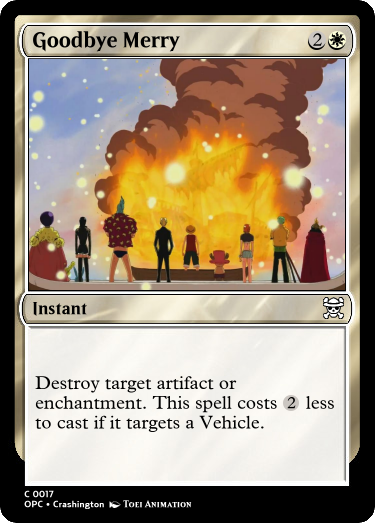 Goodbye Merry 2
Instant
Destroy target artifact or
enchantment. This spell costs 2 less
to cast if it targets a Vehicle.
C 0017
OPC • Crashington TOEI ANIMATION